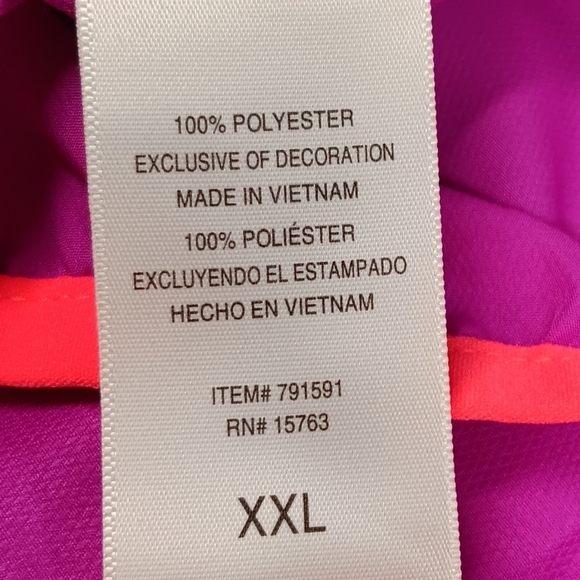 100% POLYESTER
EXCLUSIVE OF DECORATION
MADE IN VIETNAM
100% POLIÉSTER
EXCLUYENDO EL ESTAMPADO
HECHO EN VIETNAM
ITEM# 791591
RN# 15763
XXL